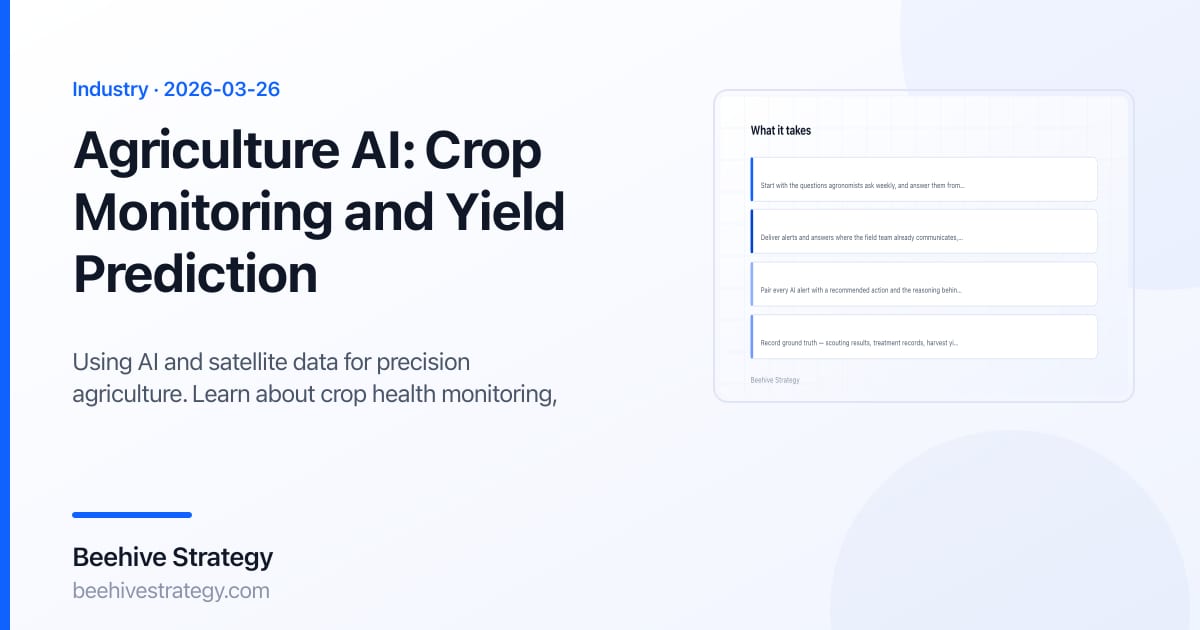 Industry · 2026-03-26
Agriculture AI: Crop
Monitoring and Yield
Prediction
Using AI and satellite data for precision
agriculture. Learn about crop health monitoring,
Beehive Strategy
beehivestrategy.com
What it takes
Start with the questions agronomists ask weekly, and answer them from...
Deliver alerts and answers where the field team already communicates,...
Pair every AI alert with a recommended action and the reasoning behin...
Record ground truth — scouting results, treatment records, harvest yi...
Beehive Strategy